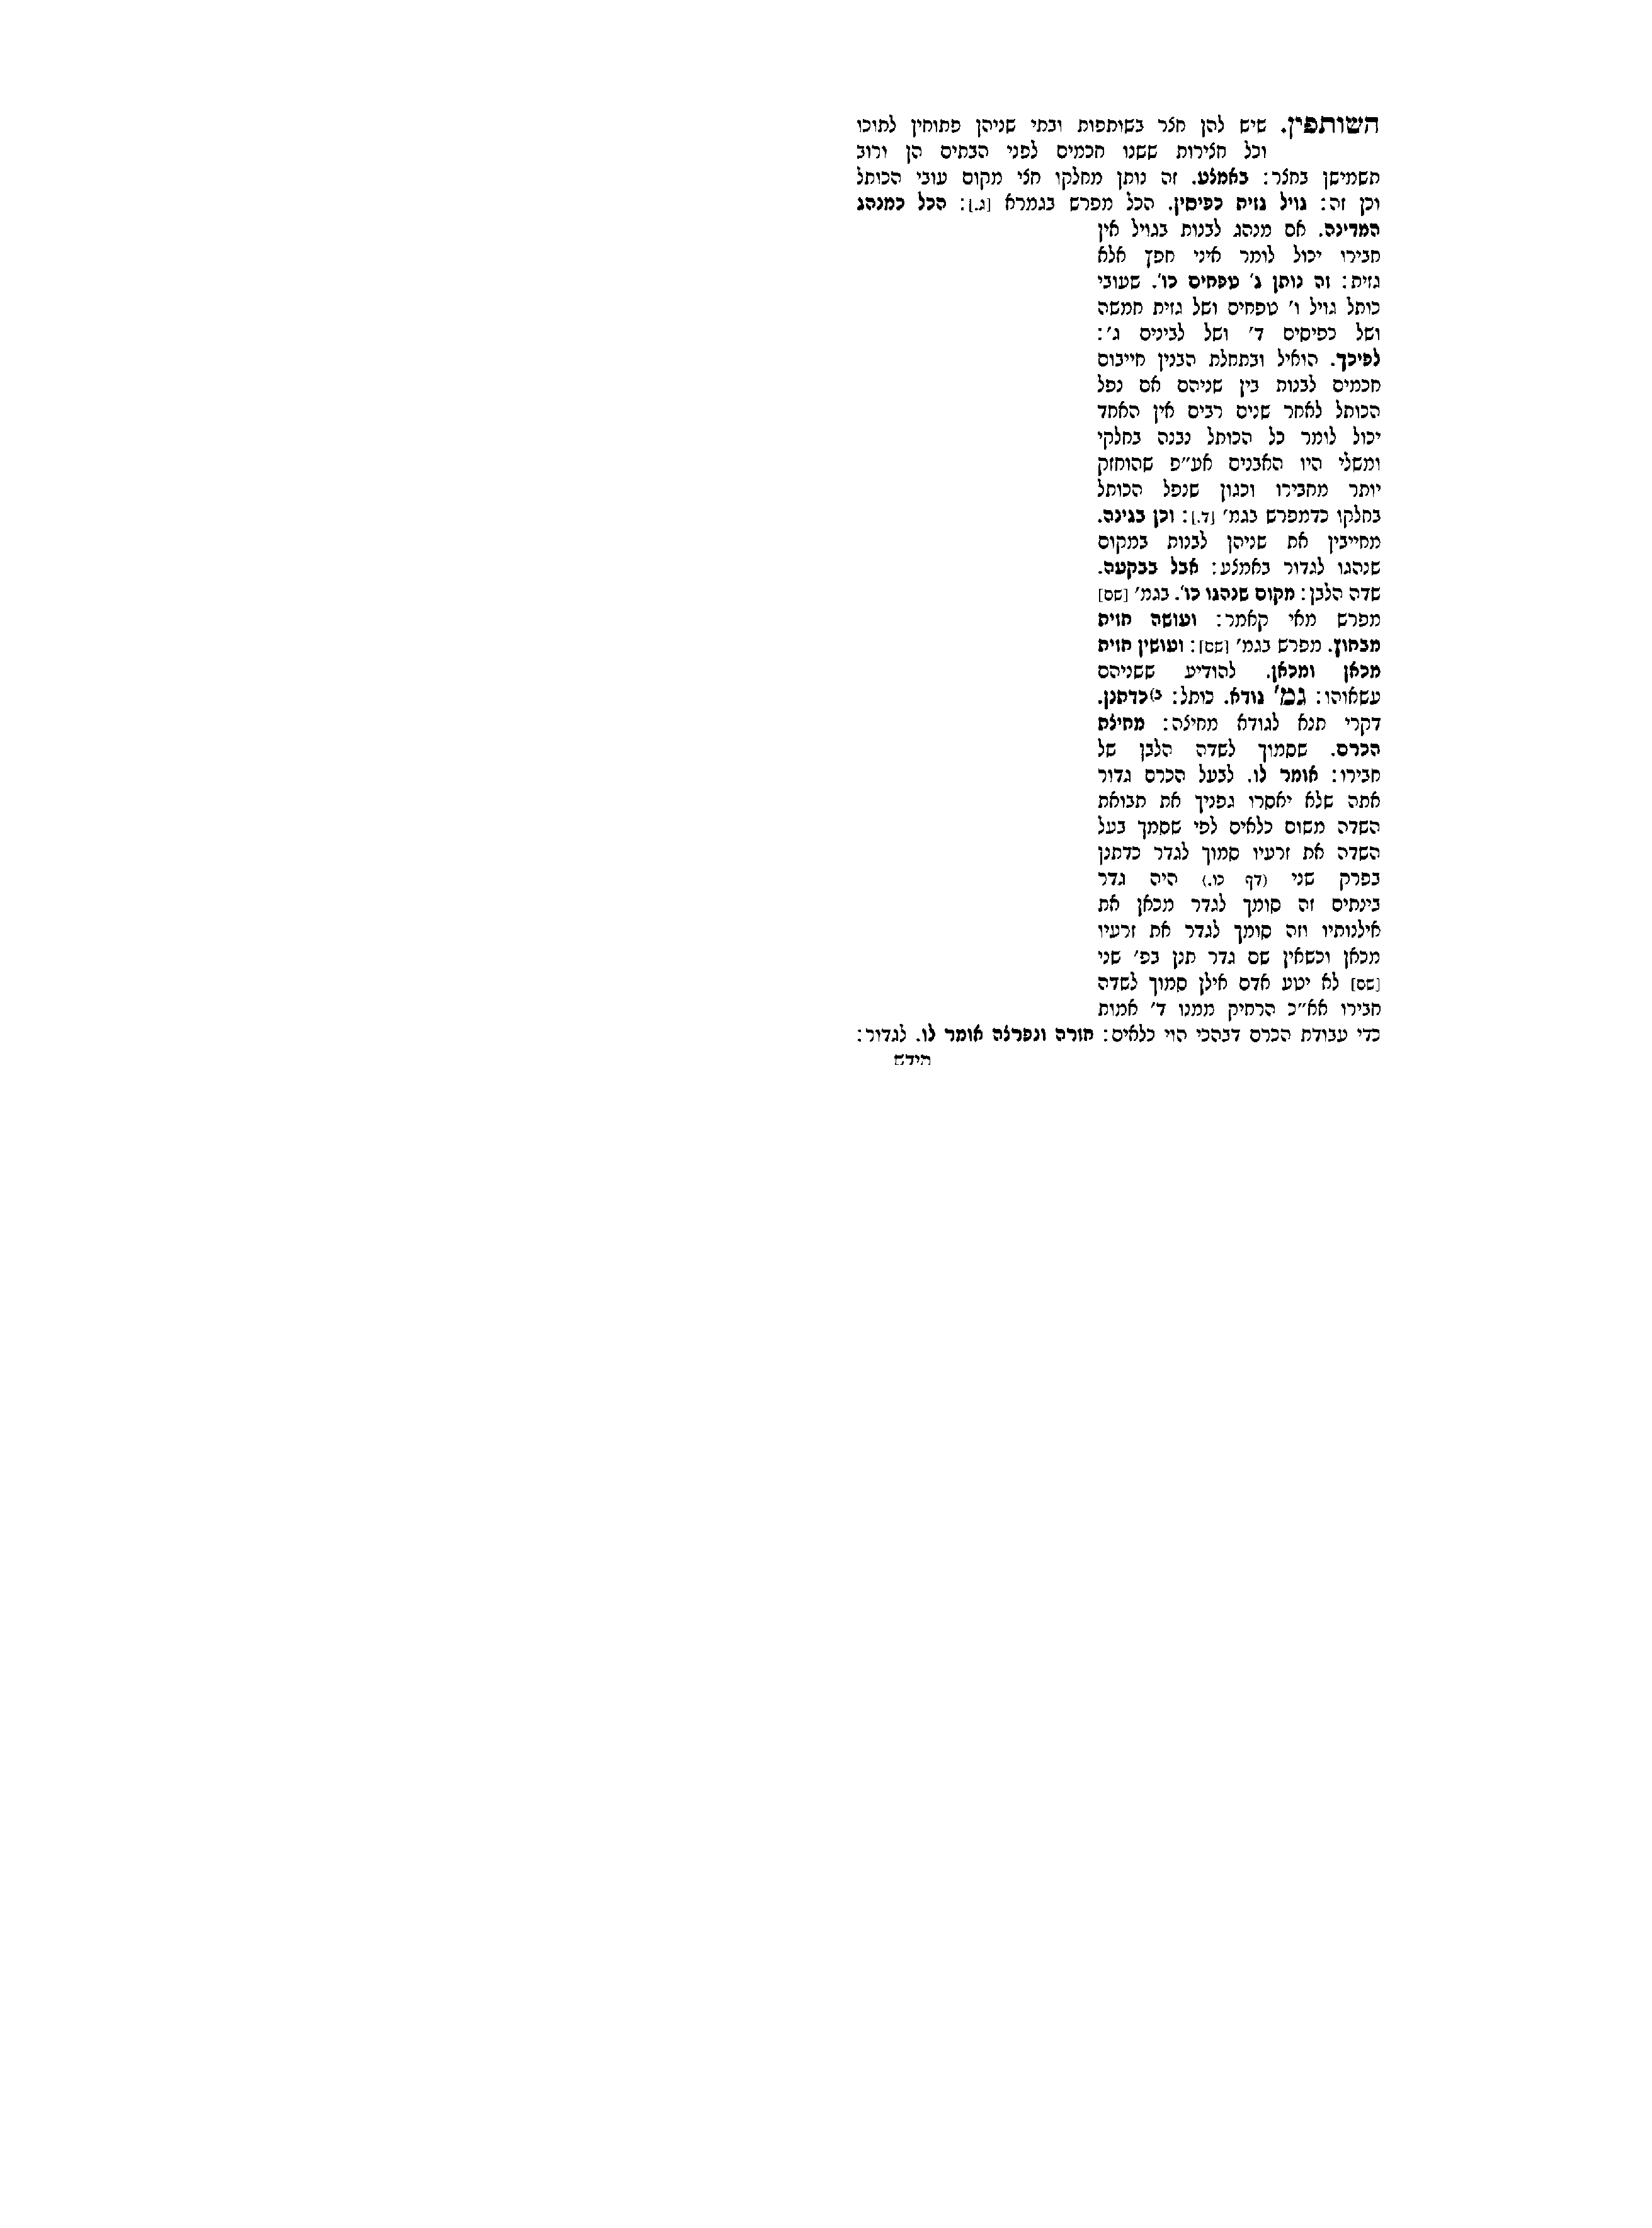 השותפין. שיש להן חצר בשותפות ובתי שניהן פתוחין לתוכו
וכל חצירות ששנו חכמים לפני הבתים הן ורוב
תשמישן בחצר: באמצע. זה נותן מחלקו חצי מקום עובי הכותל
וכן זה: גויל גזית כפיסין. הכל מפרש בגמרא [ג.]: הכל כמנהג
המדינה. אם מנהג לבנות בגויל אין
חבירו יכול לומר איני חפץ אלא
גזית: זה נותן ג' טפחים כו'. שעובי
כותל גויל ו' טפחים ושל גזית חמשה
ושל כפיסים ד' ושל לבינים ג':
לפיכך. הואיל ובתחלת הבנין חייבום
חכמים לבנות בין שניהם אם נפל
הכותל לאחר שנים רבים אין האחד
יכול לומר כל הכותל נבנה בחלקי
ומשלי היו האבנים אע"פ שהוחזק
יותר מחבירו וכגון שנפל הכותל
בחלקו כדמפרש בגמ' [ד.]: וכן בגינה.
מחייבין את שניהן לבנות במקום
שנהגו לגדור באמצע: אבל בבקעה.
שדה הלבן: מקום שנהגו כו'. בגמ' [שם]
מפרש מאי קאמר: ועושה חזית
מבחוץ. מפרש בגמ' [שם]: ועושין חזית
מכאן ומכאן. להודיע ששניהם
עשאוהו: גמ' גודא. כותל: כ)כדתנן.
דקרי תנא לגודא מחיצה: מחיצת
הכרם. שסמוך לשדה הלבן של
חבירו: אומר לו. לבעל הכרם גדור
אתה שלא יאסרו גפניך את תבואת
השדה משום כלאים לפי שסמך בעל
השדה את זרעיו סמוך לגדר כדתנן
בפרק שני (דף כו.) היה גדר
בינתים זה סומך לגדר מכאן את
אילנותיו וזה סומך לגדר את זרעיו
מכאן וכשאין שם גדר תנן בפ' שני
[שם] לא יטע אדם אילן סמוך לשדה
חבירו אא"כ הרחיק ממנו ד' אמות
כדי עבודת הכרם דבהכי הוי כלאים: חזרה ונפרצה אומר לו. לגדור:
תידש